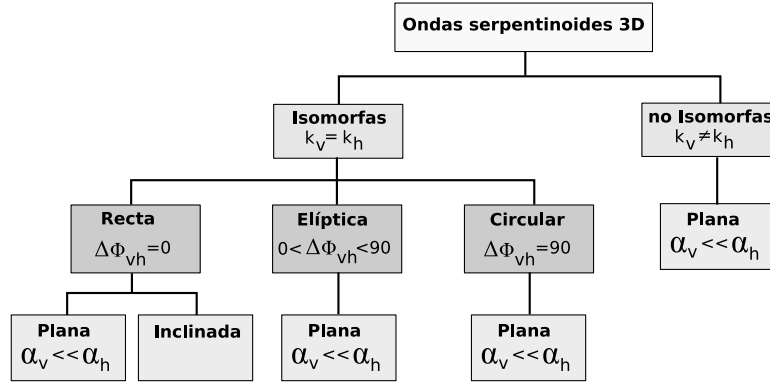 Ondas serpentinoides 3D
Isomorfas
k_v = k_h
no Isomorfas
k_v ≠ k_h
Recta
ΔΦ_vh = 0
Elíptica
0 < ΔΦ_vh < 90
Circular
ΔΦ_vh = 90
Plana
α_v << α_h
Plana
α_v << α_h
Inclinada
Plana
α_v << α_h
Plana
α_v << α_h